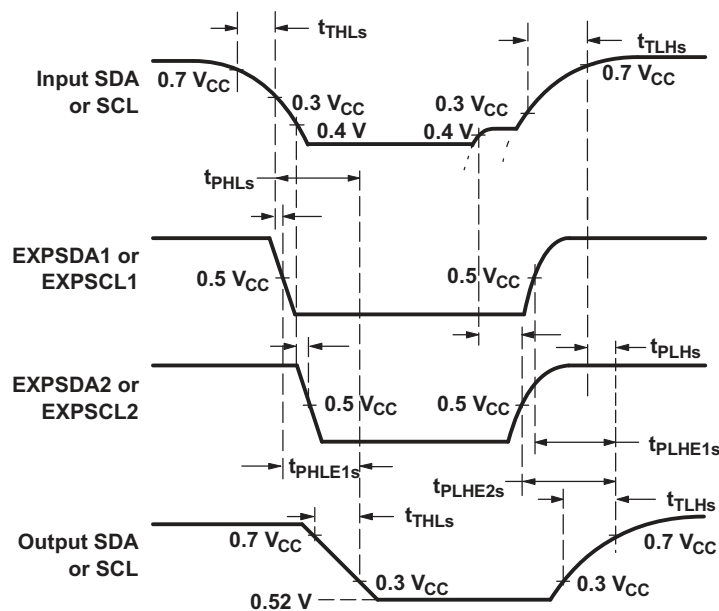 tTHLs
tTLHs
Input SDA
or SCL
0.7 VCC
0.3 VCC
0.4 V
0.3 VCC
0.4 V
0.7 VCC
tPHLs
EXPSDA1 or
EXPSCL1
0.5 VCC
0.5 VCC
tPLHs
EXPSDA2 or
EXPSCL2
0.5 VCC
0.5 VCC
tPLHE1s
tPHLE1s
tPLHE2s
tTHLs
tTLHs
Output SDA
or SCL
0.7 VCC
0.7 VCC
0.3 VCC
0.3 VCC
0.52 V